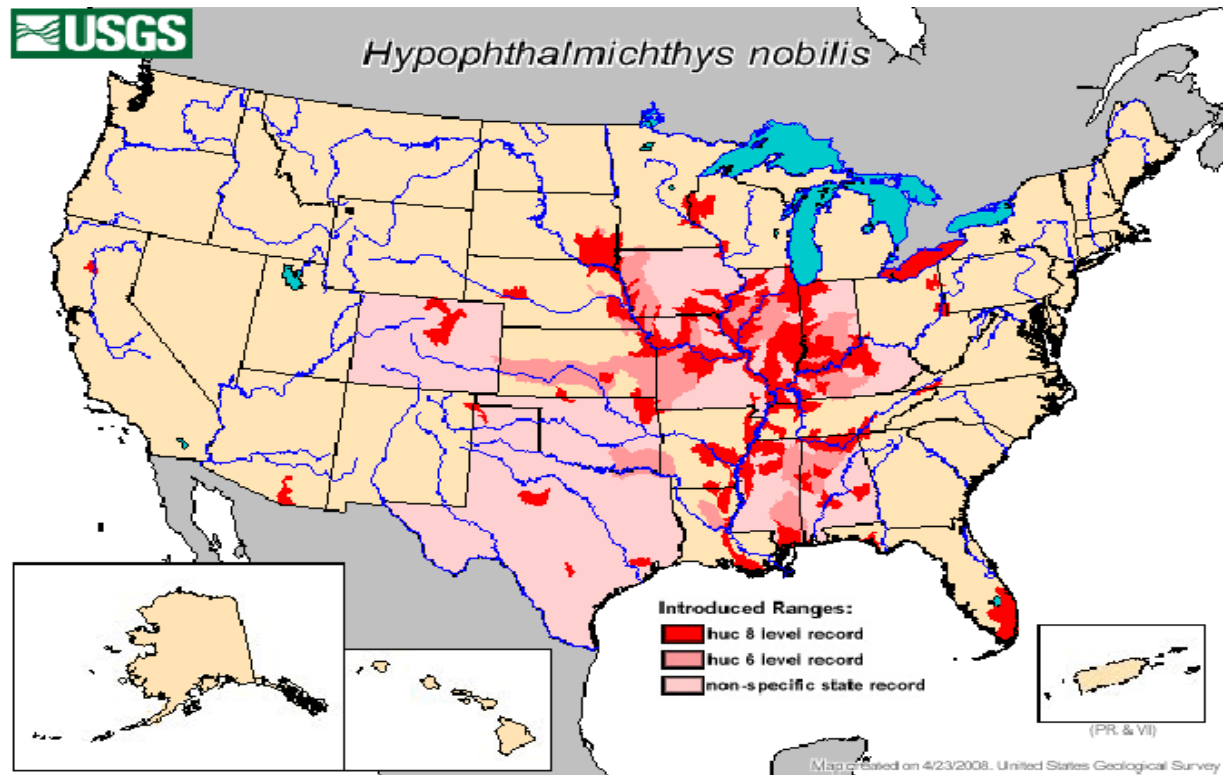 USGS
Hypophthalmichthys nobilis
Introduced Ranges:
huc 8 level record
huc 6 level record
non-specific state record
(PR & VI)
Map created on 4/23/2008. United States Geological Survey